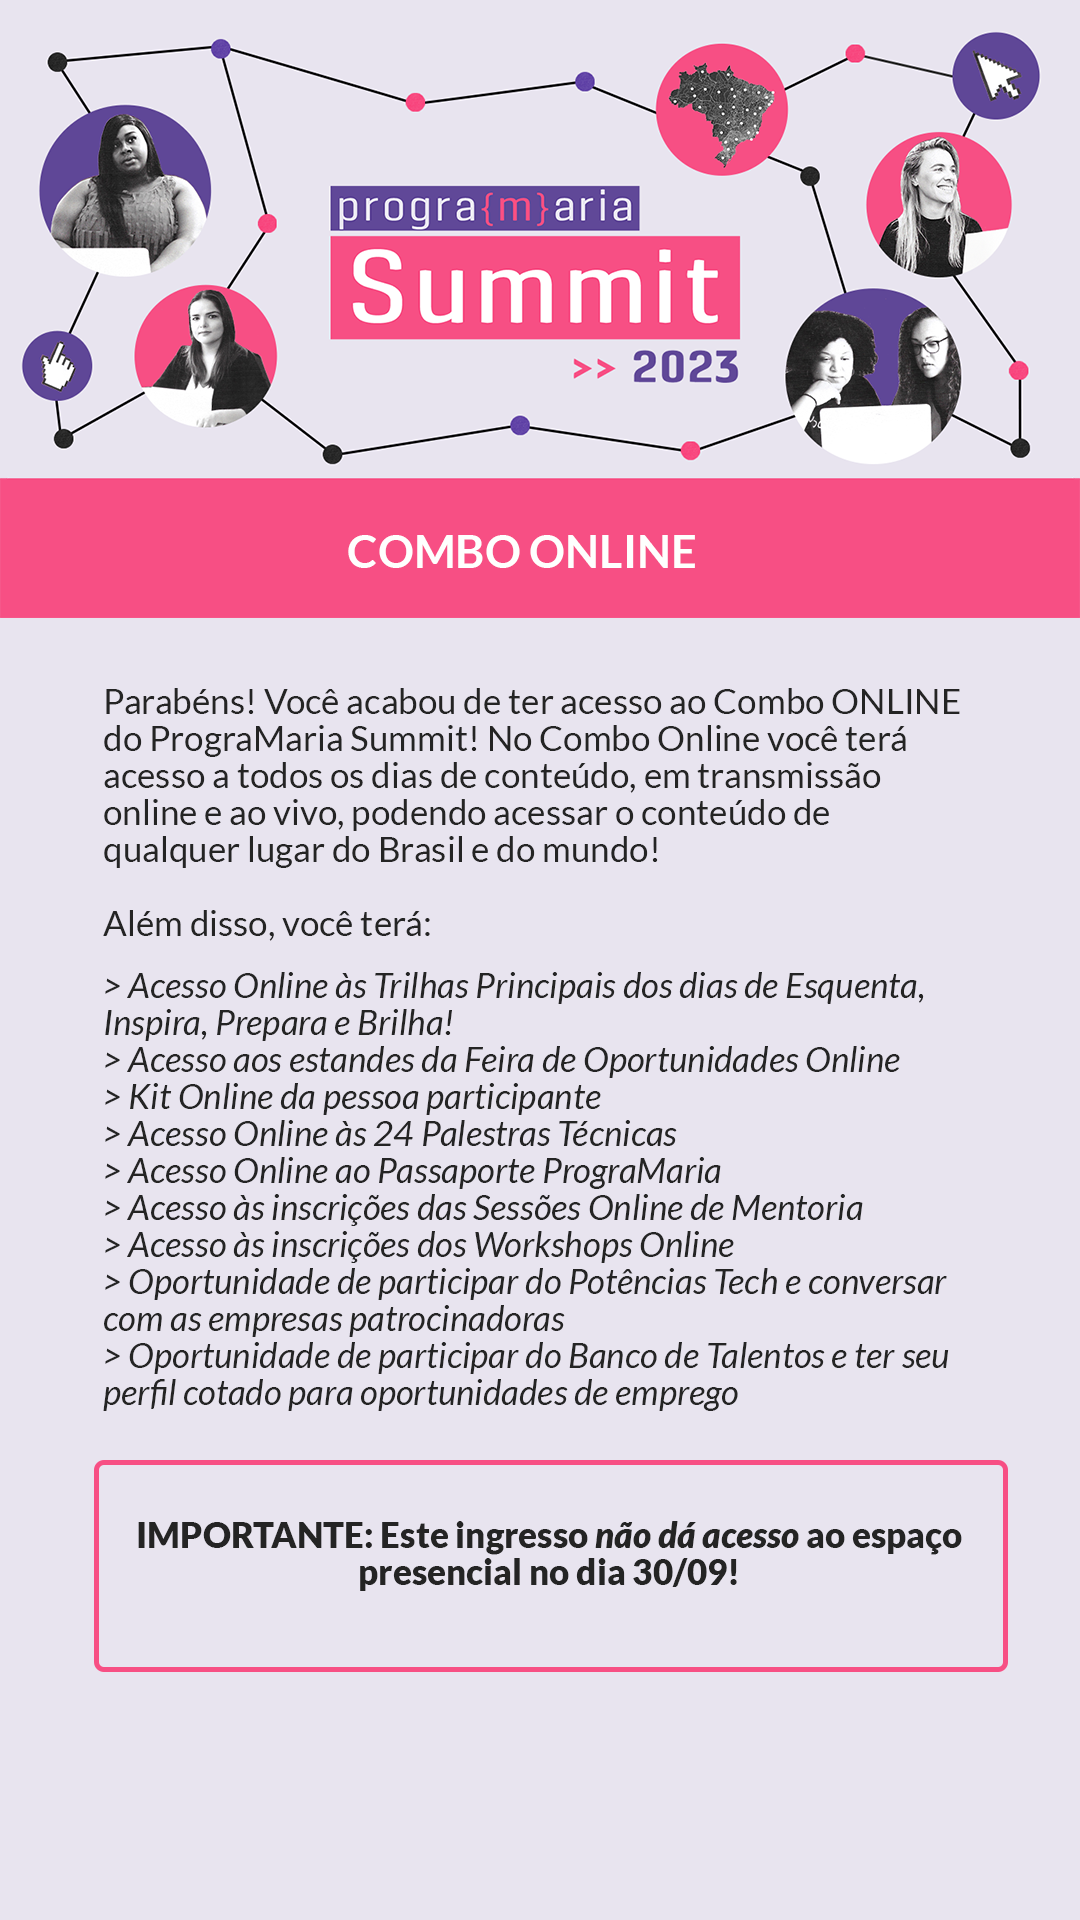 progra{m}aria
Summit
>> 2023
COMBO ONLINE
Parabéns! Você acabou de ter acesso ao Combo ONLINE
do PrograMaria Summit! No Combo Online você terá
acesso a todos os dias de conteúdo, em transmissão
online e ao vivo, podendo acessar o conteúdo de
qualquer lugar do Brasil e do mundo!
Além disso, você terá:
> Acesso Online às Trilhas Principais dos dias de Esquenta,
Inspira, Prepara e Brilha!
> Acesso aos estandes da Feira de Oportunidades Online
> Kit Online da pessoa participante
> Acesso Online às 24 Palestras Técnicas
> Acesso Online ao Passaporte PrograMaria
> Acesso às inscrições das Sessões Online de Mentoria
> Acesso às inscrições dos Workshops Online
> Oportunidade de participar do Potências Tech e conversar
com as empresas patrocinadoras
> Oportunidade de participar do Banco de Talentos e ter seu
perfil cotado para oportunidades de emprego
IMPORTANTE: Este ingresso não dá acesso ao espaço
presencial no dia 30/09!